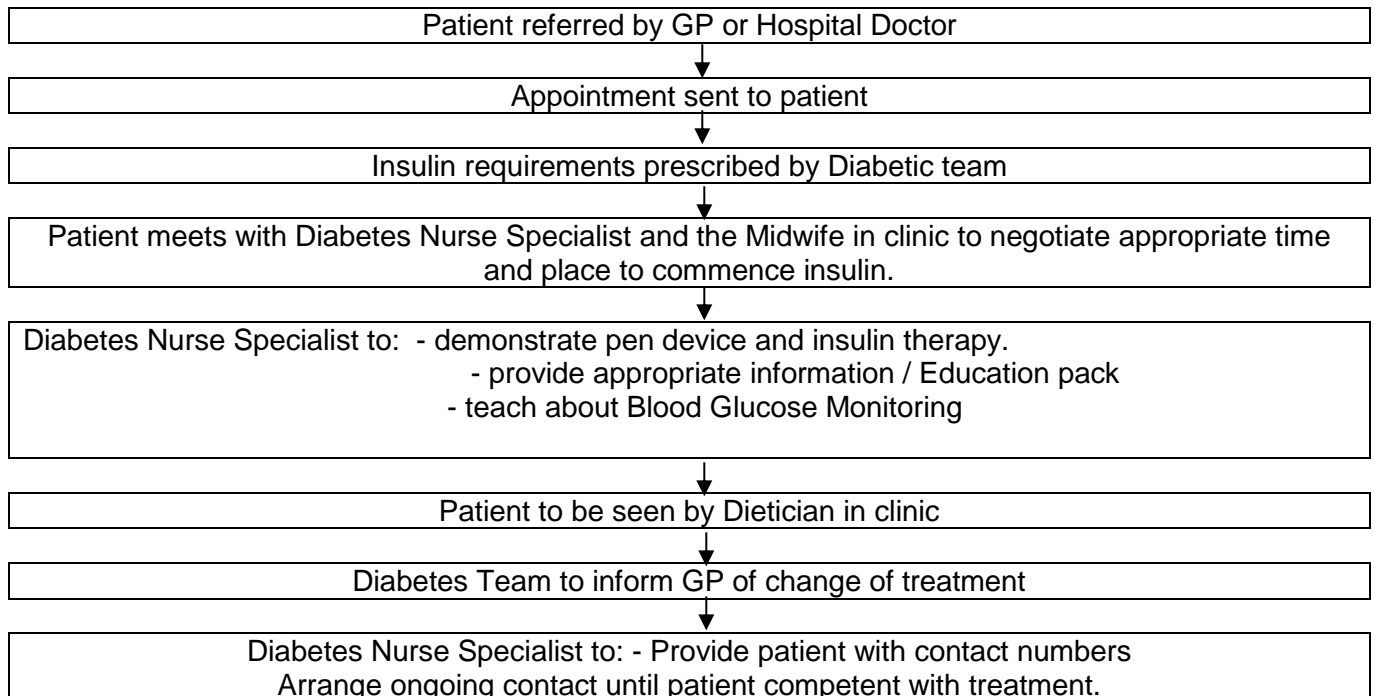 Patient referred by GP or Hospital Doctor
Appointment sent to patient
Insulin requirements prescribed by Diabetic team
Patient meets with Diabetes Nurse Specialist and the Midwife in clinic to negotiate appropriate time
and place to commence insulin.
Diabetes Nurse Specialist to:  - demonstrate pen device and insulin therapy.
- provide appropriate information / Education pack
- teach about Blood Glucose Monitoring
Patient to be seen by Dietician in clinic
Diabetes Team to inform GP of change of treatment
Diabetes Nurse Specialist to: - Provide patient with contact numbers
Arrange ongoing contact until patient competent with treatment.